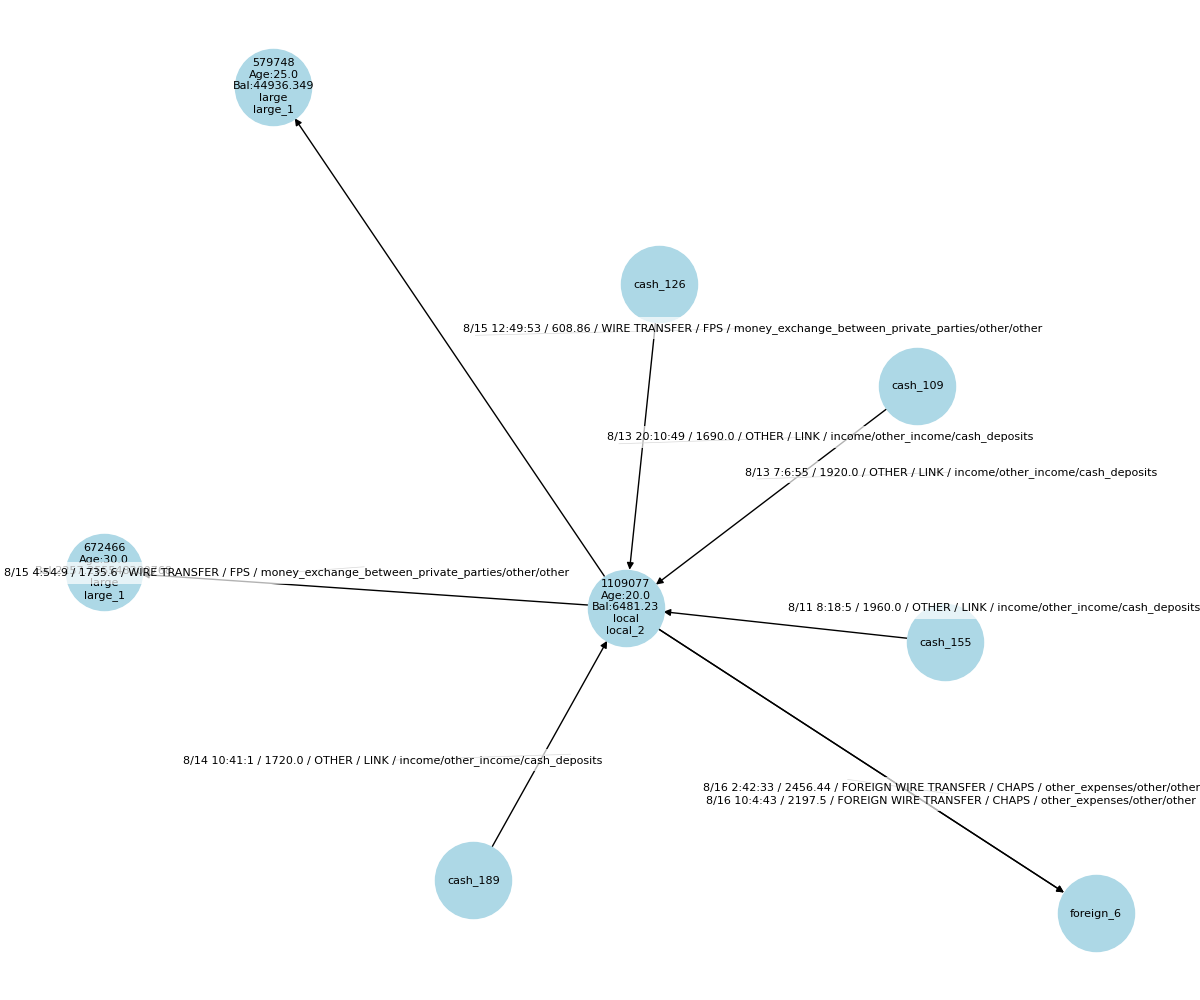 579748
Age:25.0
Bal:44936.349
large
large_1
cash_126
8/15 12:49:53 / 608.86 / WIRE TRANSFER / FPS / money_exchange_between_private_parties/other/other
cash_109
8/13 20:10:49 / 1690.0 / OTHER / LINK / income/other_income/cash_deposits
8/13 7:6:55 / 1920.0 / OTHER / LINK / income/other_income/cash_deposits
672466
Age:30.0
8/15 4:54:9 / 1735.6 / WIRE TRANSFER / FPS / money_exchange_between_private_parties/other/other
large
large_1
1109077
Age:20.0
Bal:6481.23
local
local_2
8/11 8:18:5 / 1960.0 / OTHER / LINK / income/other_income/cash_deposits
cash_155
8/14 10:41:1 / 1720.0 / OTHER / LINK / income/other_income/cash_deposits
8/16 2:42:33 / 2456.44 / FOREIGN WIRE TRANSFER / CHAPS / other_expenses/other/other
8/16 10:4:43 / 2197.5 / FOREIGN WIRE TRANSFER / CHAPS / other_expenses/other/other
cash_189
foreign_6